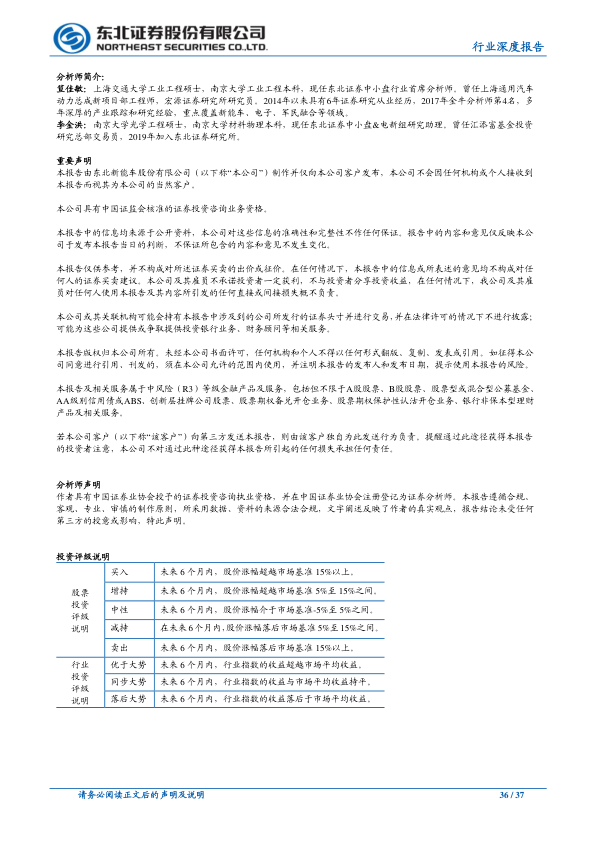 东北证券股份有限公司
NORTHEAST SECURITIES CO.,LTD.
行业深度报告
分析师简介:
笪佳敏：上海交通大学工业工程硕士，南京大学工业工程本科，现任东北证券中小盘行业首席分析师。曾任上海通用汽车
动力总成新项目部工程师，宏源证券研究所研究员。2014年以来具有6年证券研究从业经历，2017年金牛分析师第4名，多
年深厚的产业跟踪和研究经验，重点覆盖新能车、电子、军民融合等领域。
李金洪：南京大学光学工程硕士，南京大学材料物理本科，现任东北证券中小盘&电新组研究助理。曾任汇添富基金投资
研究总部交易员，2019年加入东北证券研究所。
重要声明
本报告由东北新能车股份有限公司（以下称“本公司”）制作并仅向本公司客户发布，本公司不会因任何机构或个人接收到
本报告而视其为本公司的当然客户。
本公司具有中国证监会核准的证券投资咨询业务资格。
本报告中的信息均来源于公开资料，本公司对这些信息的准确性和完整性不作任何保证。报告中的内容和意见仅反映本公
司于发布本报告当日的判断，不保证所包含的内容和意见不发生变化。
本报告仅供参考，并不构成对所述证券买卖的出价或征价。在任何情况下，本报告中的信息或所表述的意见均不构成对任
何人的证券买卖建议。本公司及其雇员不承诺投资者一定获利，不与投资者分享投资收益，在任何情况下，我公司及其雇
员对任何人使用本报告及其内容所引发的任何直接或间接损失概不负责。
本公司或其关联机构可能会持有本报告中涉及到的公司所发行的证券头寸并进行交易,并在法律许可的情况下不进行披露;
可能为这些公司提供或争取提供投资银行业务、财务顾问等相关服务。
本报告版权归本公司所有。未经本公司书面许可，任何机构和个人不得以任何形式翻版、复制、发表或引用。如征得本公
司同意进行引用、刊发的，须在本公司允许的范围内使用，并注明本报告的发布人和发布日期，提示使用本报告的风险。
本报告及相关服务属于中风险（R3）等级金融产品及服务，包括但不限于A股股票、B股股票、股票型或混合型公募基金、
AA级别信用债或ABS、创新层挂牌公司股票、股票期权备兑开仓业务、股票期权保护性认沽开仓业务、银行非保本型理财
产品及相关服务。
若本公司客户（以下称“该客户”）向第三方发送本报告，则由该客户独自为此发送行为负责。提醒通过此途径获得本报告
的投资者注意，本公司不对通过此种途径获得本报告所引起的任何损失承担任何责任。
分析师声明
作者具有中国证券业协会授予的证券投资咨询执业资格，并在中国证券业协会注册登记为证券分析师。本报告遵循合规、
客观、专业、审慎的制作原则，所采用数据、资料的来源合法合规，文字阐述反映了作者的真实观点，报告结论未受任何
第三方的授意或影响，特此声明。
投资评级说明
股票
投资
评级
说明
买入 未来 6 个月内，股价涨幅超越市场基准 15%以上。
增持 未来 6 个月内，股价涨幅超越市场基准 5%至 15%之间。
中性 未来 6 个月内，股价涨幅介于市场基准-5%至 5%之间。
减持 在未来 6 个月内,股价涨幅落后市场基准 5%至 15%之间。
卖出 未来 6 个月内，股价涨幅落后市场基准 15%以上。
行业
投资
评级
说明
优于大势 未来 6 个月内，行业指数的收益超越市场平均收益。
同步大势 未来 6 个月内，行业指数的收益与市场平均收益持平。
落后大势 未来 6 个月内，行业指数的收益落后于市场平均收益。
请务必阅读正文后的声明及说明
36 / 37